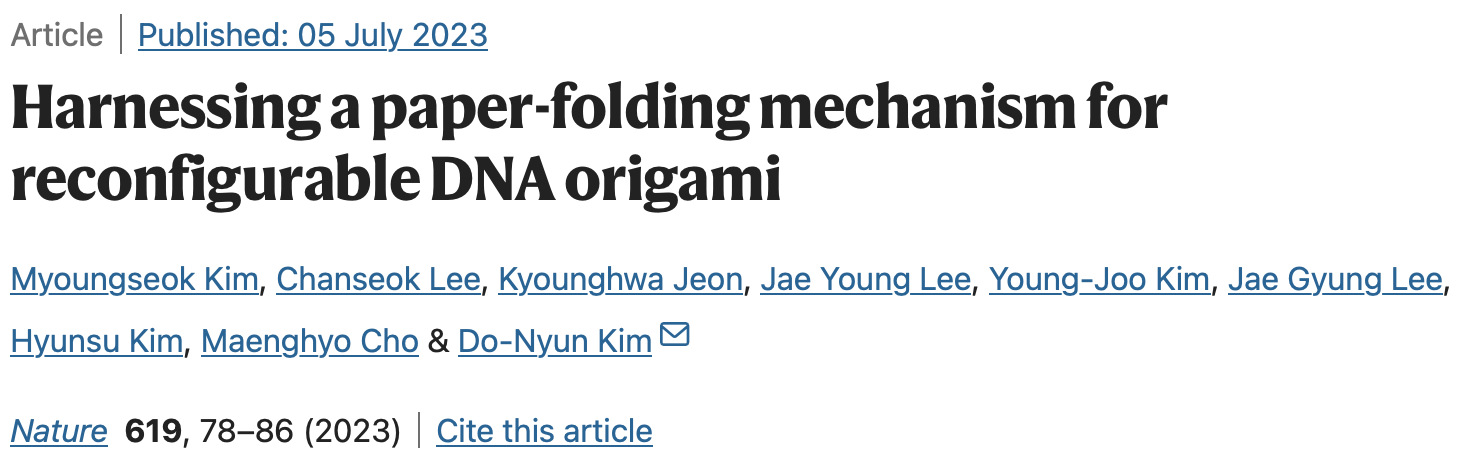 Article | Published: 05 July 2023
Harnessing a paper-folding mechanism for
reconfigurable DNA origami
Myoungseok Kim, Chanseok Lee, Kyounghwa Jeon, Jae Young Lee, Young-Joo Kim, Jae Gyung Lee,
Hyunsu Kim, Maenghyo Cho & Do-Nyun Kim
Nature 619, 78–86 (2023) | Cite this article